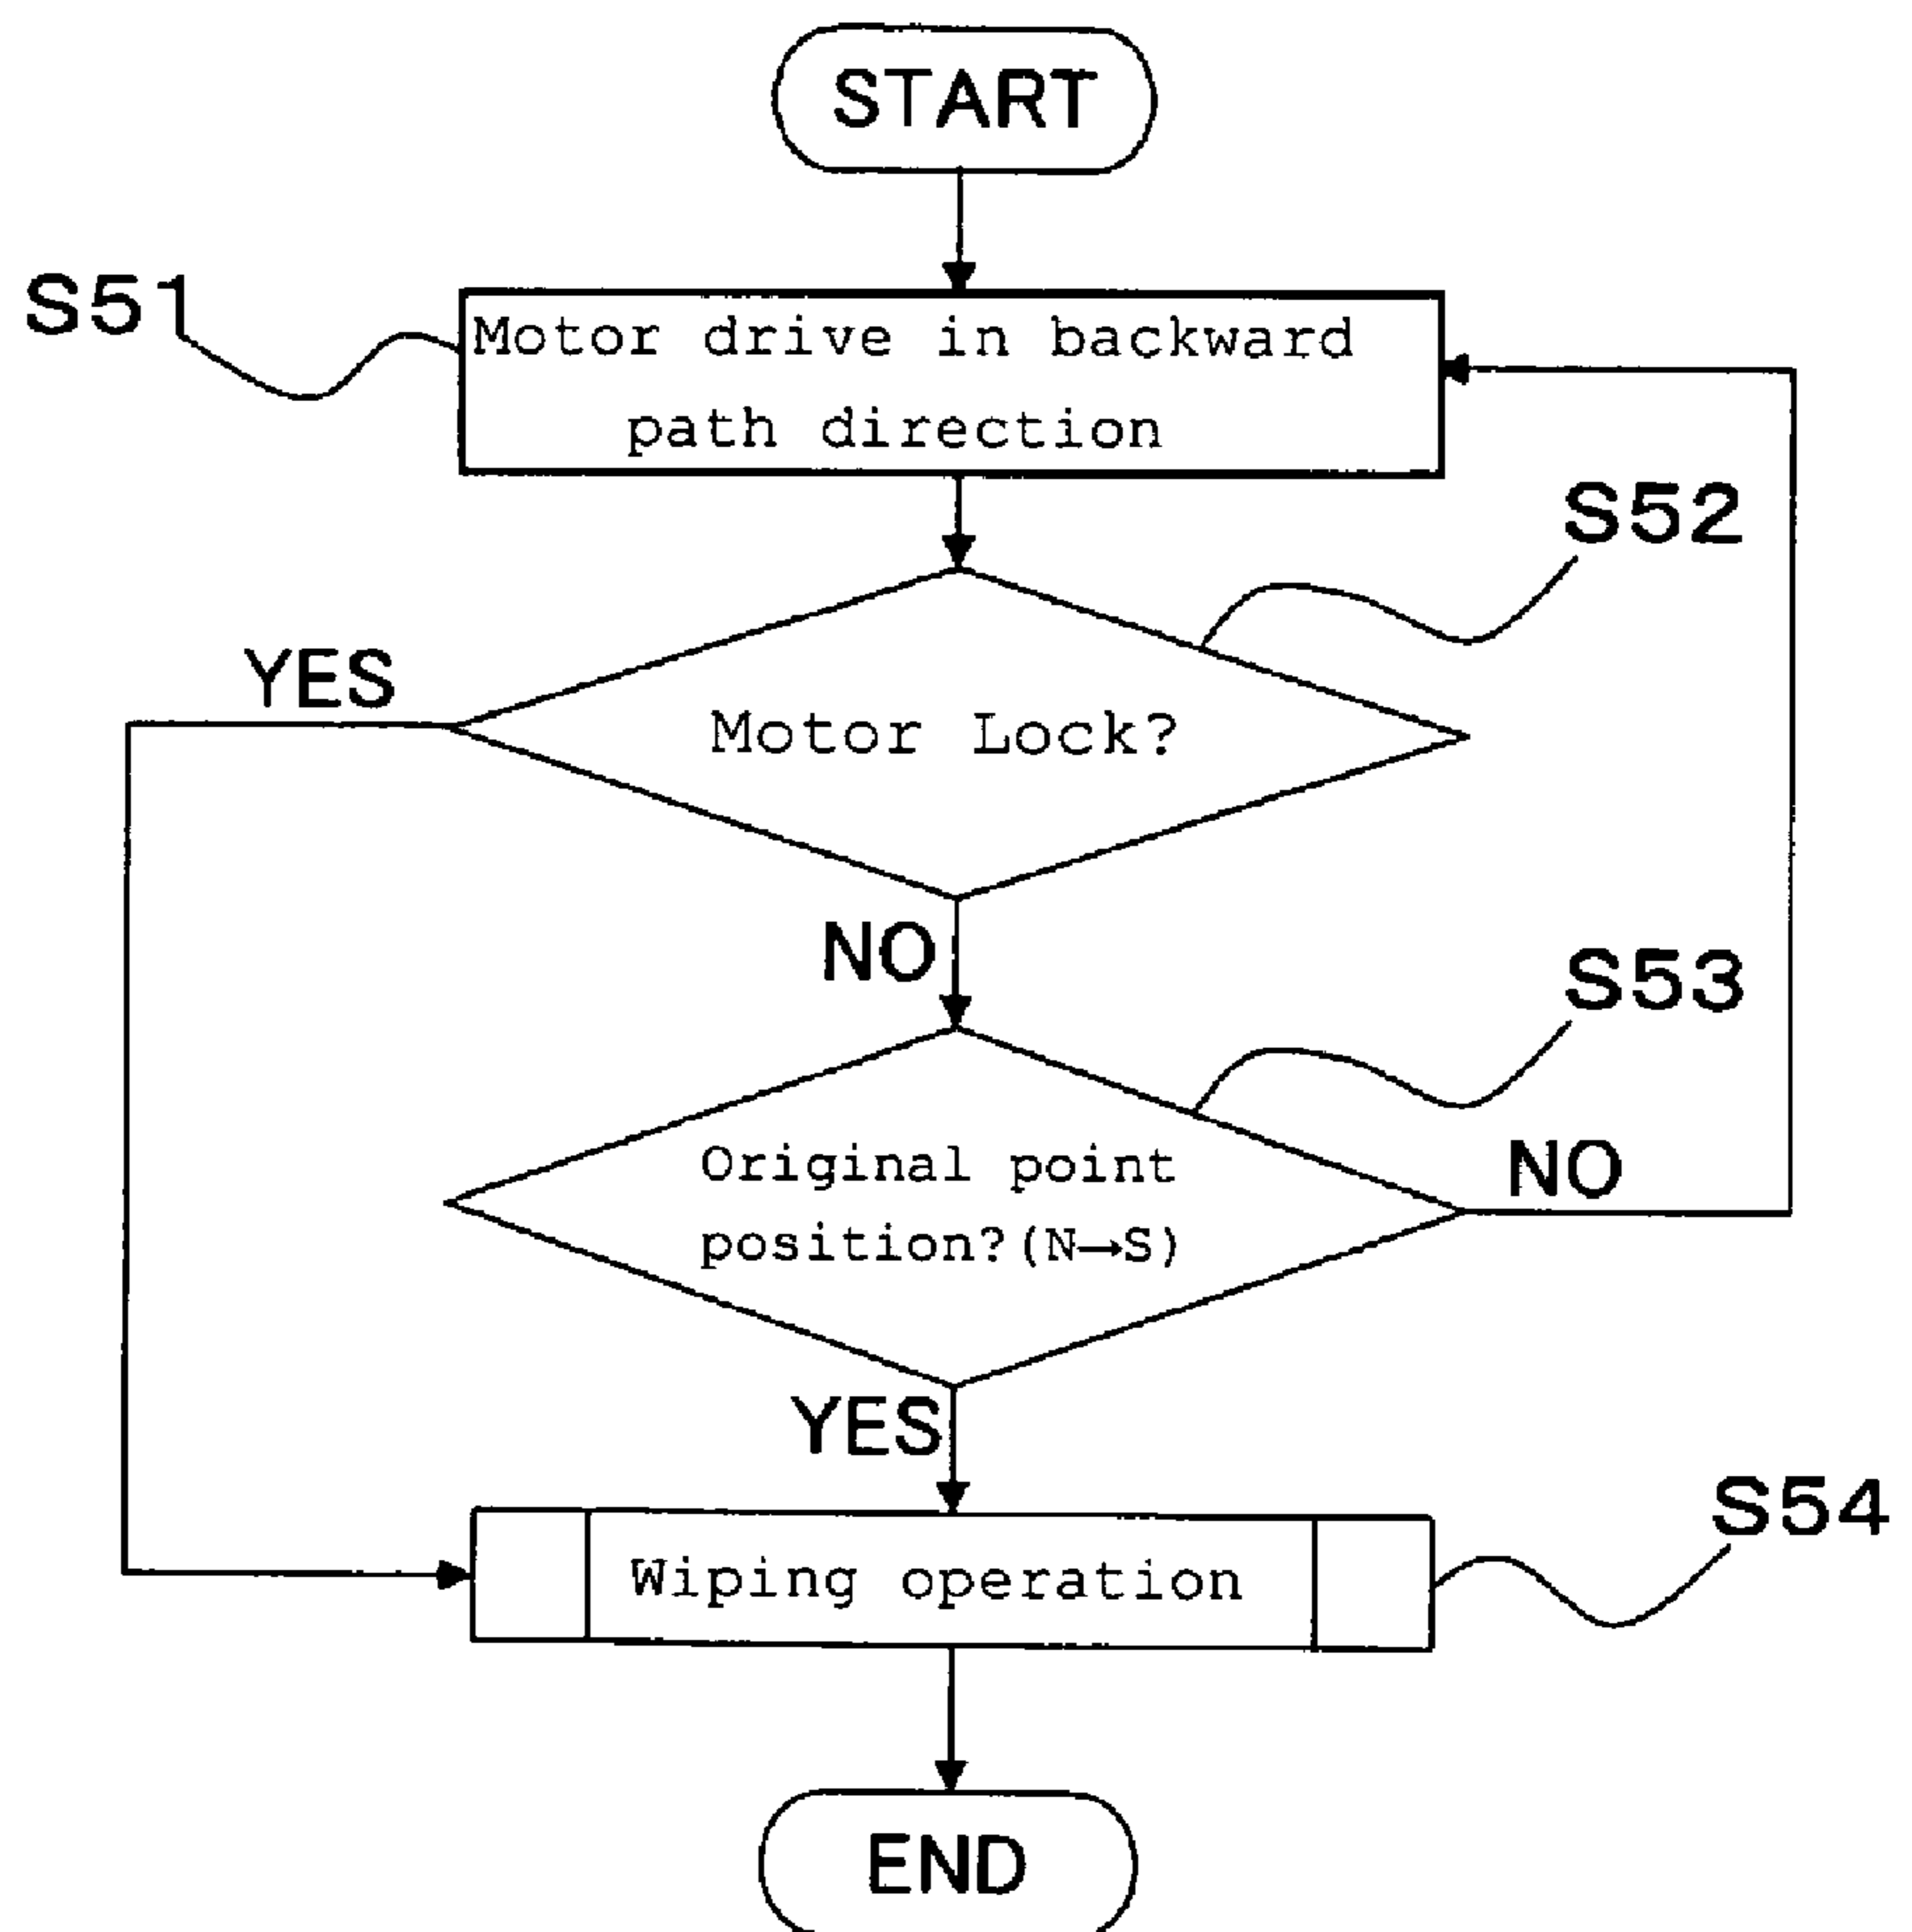 START
S51
Motor drive in backward
path direction
S52
YES
Motor Lock?
NO
S53
Original point
position?(N→S)
NO
YES
S54
Wiping operation
END